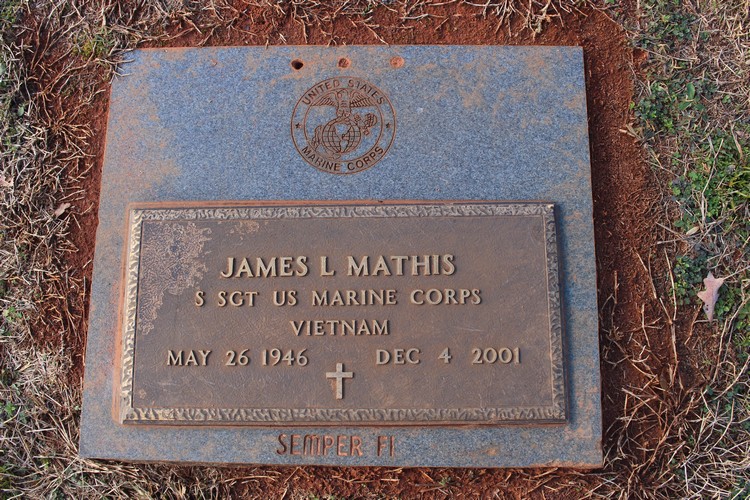 UNITED STATES
MARINE CORPS
JAMES L MATHIS
S SGT US MARINE CORPS
VIETNAM
MAY 26 1946 DEC 4 2001
SEMPER FI